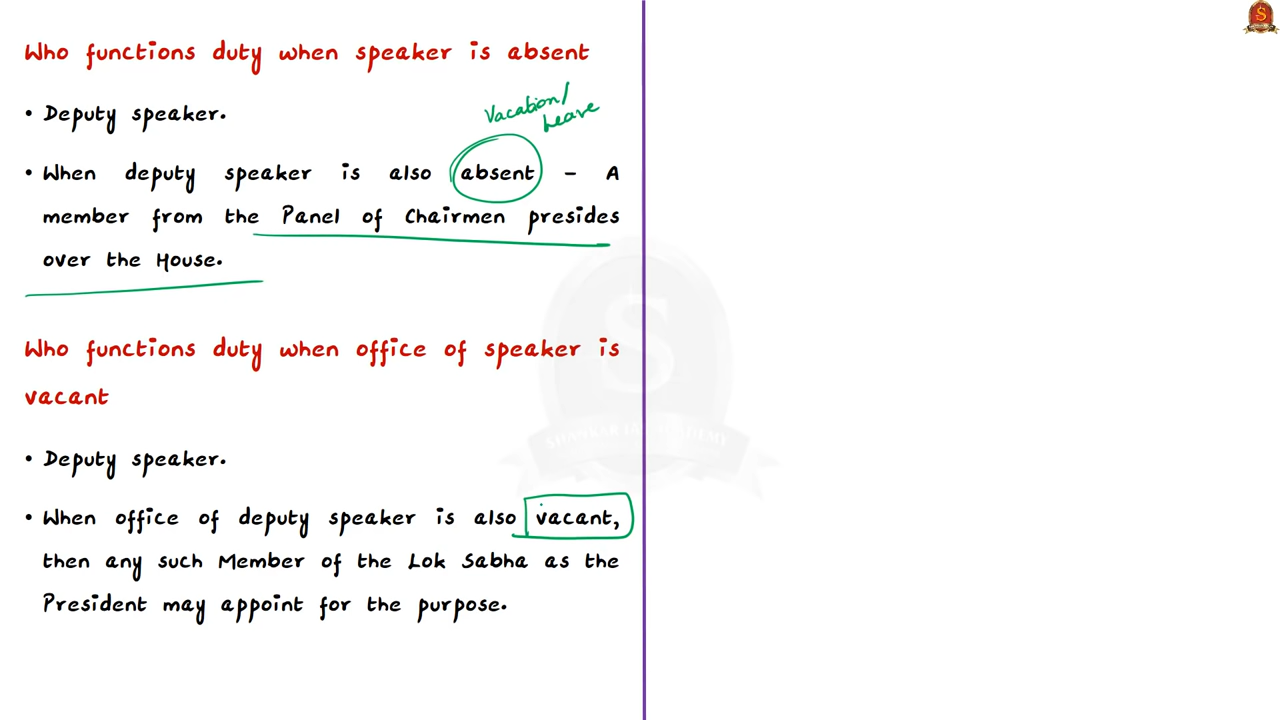 Who functions duty when speaker is absent
• Deputy speaker.
Vacation/
Leave
• When deputy speaker is also absent - A
member from the Panel of Chairmen presides
over the House.
Who functions duty when office of speaker is
vacant
• Deputy speaker.
• When office of deputy speaker is also vacant,
then any such Member of the Lok Sabha as the
President may appoint for the purpose.
SHANKAR IAS ACADEMY